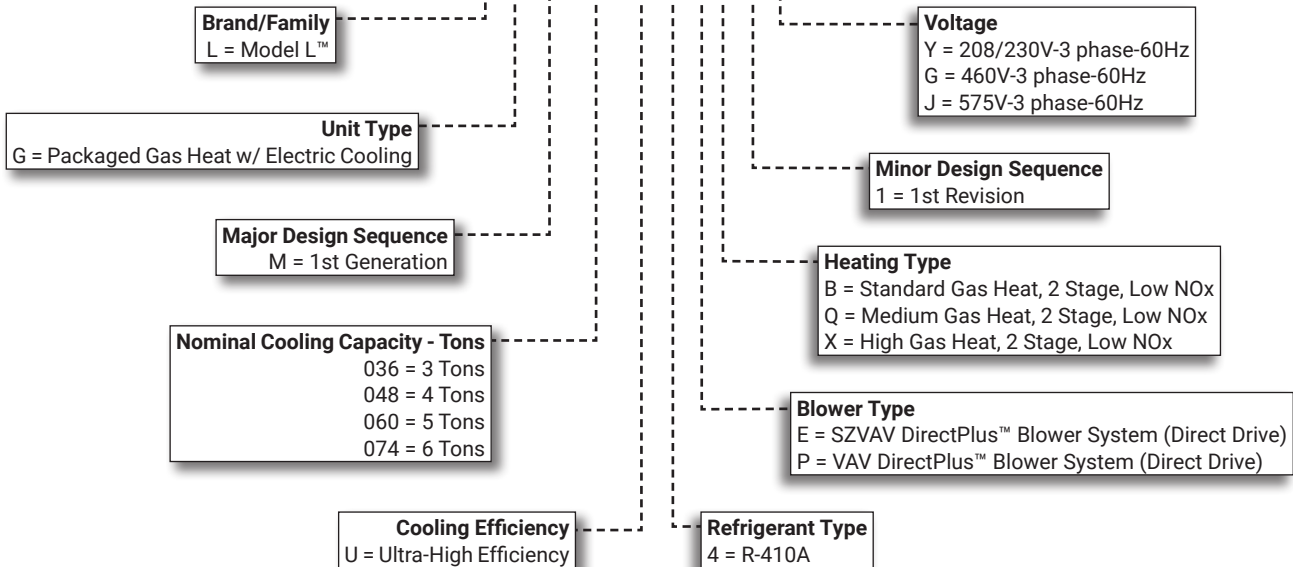 Brand/Family
L = Model L™
Unit Type
G = Packaged Gas Heat w/ Electric Cooling
Major Design Sequence
M = 1st Generation
Nominal Cooling Capacity - Tons
036 = 3 Tons
048 = 4 Tons
060 = 5 Tons
074 = 6 Tons
Cooling Efficiency
U = Ultra-High Efficiency
Voltage
Y = 208/230V-3 phase-60Hz
G = 460V-3 phase-60Hz
J = 575V-3 phase-60Hz
Minor Design Sequence
1 = 1st Revision
Heating Type
B = Standard Gas Heat, 2 Stage, Low NOx
Q = Medium Gas Heat, 2 Stage, Low NOx
X = High Gas Heat, 2 Stage, Low NOx
Blower Type
E = SZVAV DirectPlus™ Blower System (Direct Drive)
P = VAV DirectPlus™ Blower System (Direct Drive)
Refrigerant Type
4 = R-410A